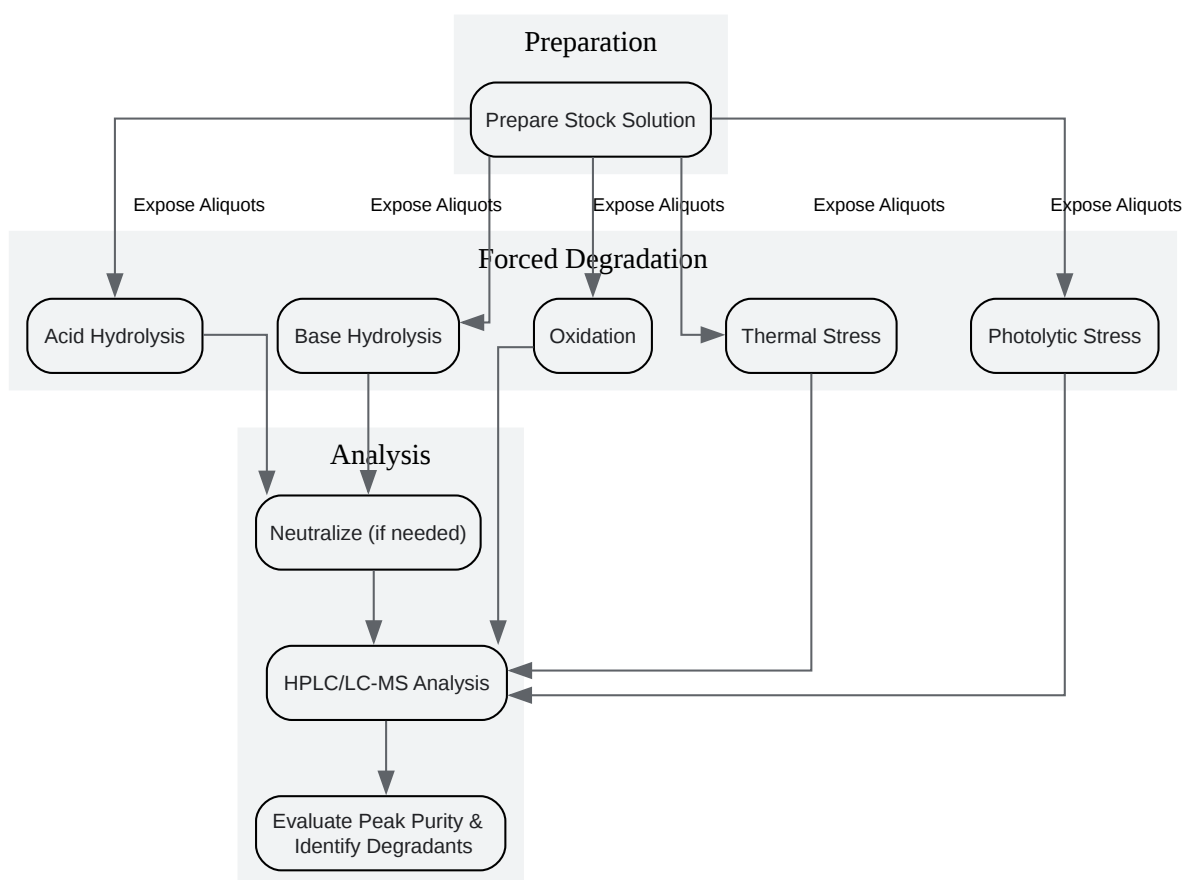 Preparation
Prepare Stock Solution
Expose Aliquots
Expose Aliquots
Expose Aliquots
Expose Aliquots
Expose Aliquots
Forced Degradation
Acid Hydrolysis
Base Hydrolysis
Oxidation
Thermal Stress
Photolytic Stress
Analysis
Neutralize (if needed)
HPLC/LC-MS Analysis
Evaluate Peak Purity &
Identify Degradants